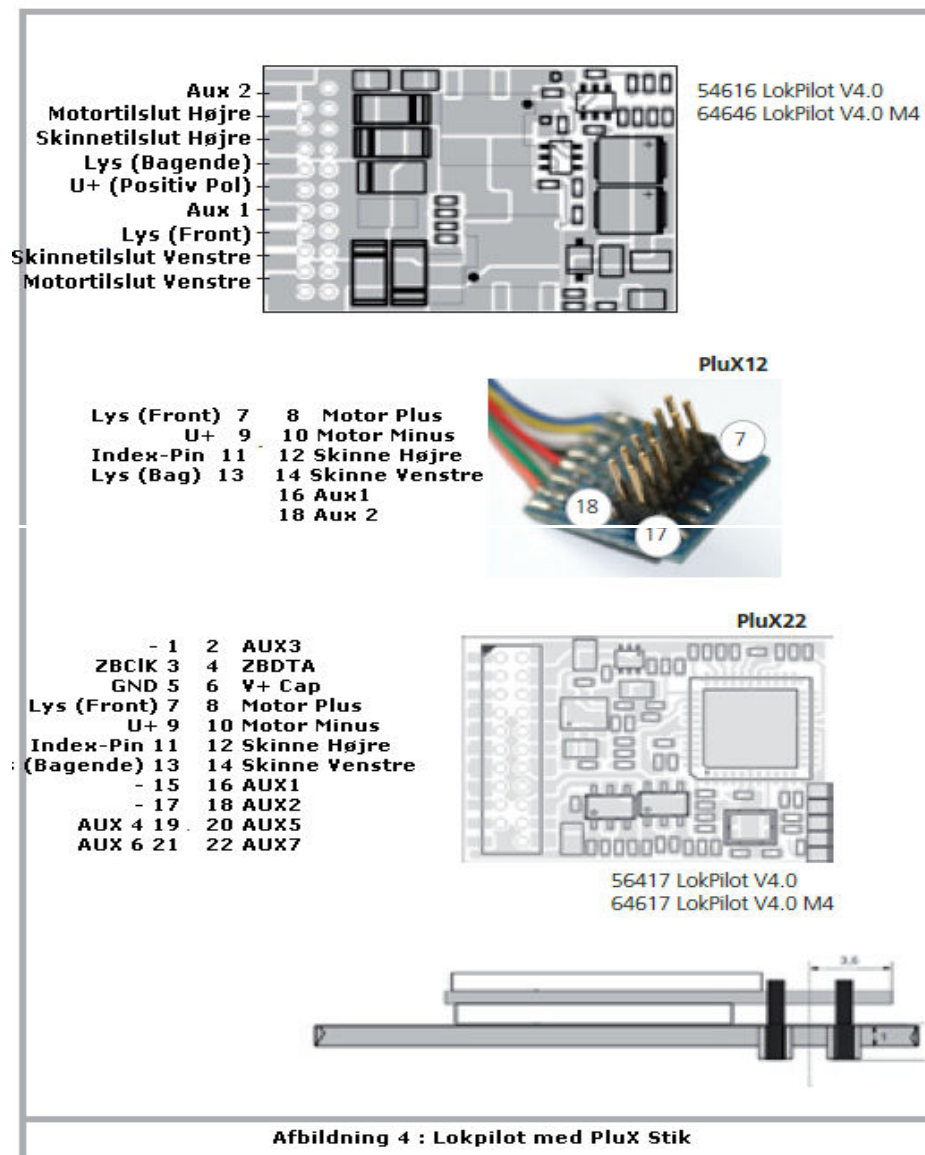 Aux 2
Motortilslut Højre
Skinnetilslut Højre
Lys (Bagende)
U+ (Positiv Pol)
Aux 1
Lys (Front)
Skinnetilslut Venstre
Motortilslut Venstre
54616 LokPilot V4.0
64646 LokPilot V4.0 M4
PluX12
Lys (Front) 7 8 Motor Plus
U+ 9 10 Motor Minus
Index-Pin 11 12 Skinne Højre
Lys (Bag) 13 14 Skinne Venstre
16 Aux1
18 Aux 2
7
18
17
PluX22
- 1 2 AUX3
ZBClK 3 4 ZBDTA
GND 5 6 V+ Cap
Lys (Front) 7 8 Motor Plus
U+ 9 10 Motor Minus
Index-Pin 11 12 Skinne Højre
(Bagende) 13 14 Skinne Venstre
- 15 16 AUX1
- 17 18 AUX2
AUX 4 19 20 AUX5
AUX 6 21 22 AUX7
56417 LokPilot V4.0
64617 LokPilot V4.0 M4
3,6
1
Afbildning 4 : Lokpilot med PluX Stik